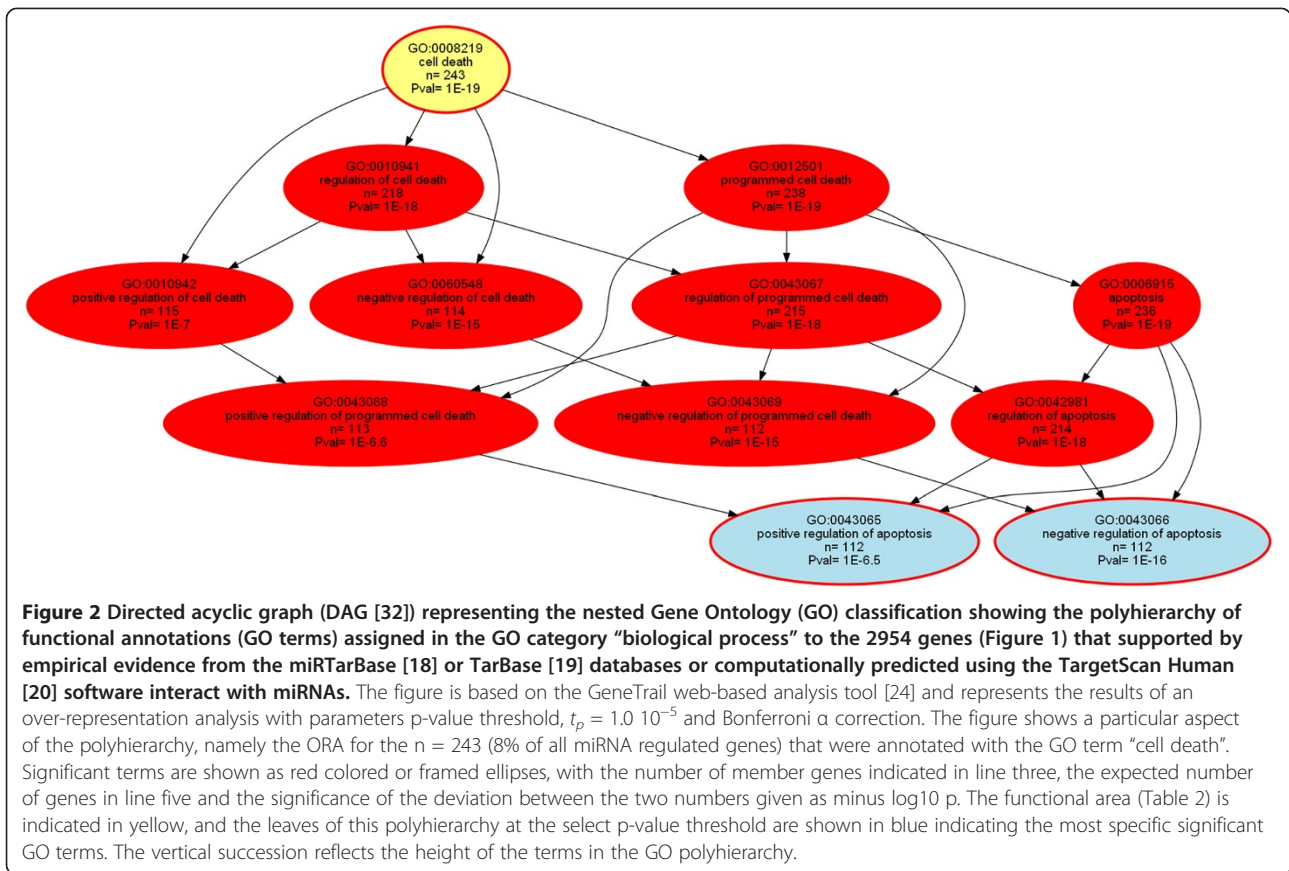 GO:0008219
cell death
n= 243
Pval= 1E-19
GO:0010941
regulation of cell death
n= 218
Pval= 1E-18
GO:0012501
programmed cell death
n= 238
Pval= 1E-19
GO:0010942
positive regulation of cell death
n= 115
Pval= 1E-7
GO:0060548
negative regulation of cell death
n= 114
Pval= 1E-15
GO:0043067
regulation of programmed cell death
n= 215
Pval= 1E-18
GO:0006915
apoptosis
n= 236
Pval= 1E-19
GO:0043068
positive regulation of programmed cell death
n= 113
Pval= 1E-6.6
GO:0043069
negative regulation of programmed cell death
n= 112
Pval= 1E-15
GO:0042981
regulation of apoptosis
n= 214
Pval= 1E-18
GO:0043065
positive regulation of apoptosis
n= 112
Pval= 1E-6.5
GO:0043066
negative regulation of apoptosis
n= 112
Pval= 1E-16
Figure 2 Directed acyclic graph (DAG [32]) representing the nested Gene Ontology (GO) classification showing the polyhierarchy of
functional annotations (GO terms) assigned in the GO category “biological process” to the 2954 genes (Figure 1) that supported by
empirical evidence from the miRTarBase [18] or TarBase [19] databases or computationally predicted using the TargetScan Human
[20] software interact with miRNAs. The figure is based on the GeneTrail web-based analysis tool [24] and represents the results of an
over-representation analysis with parameters p-value threshold, tp = 1.0 10−5 and Bonferroni α correction. The figure shows a particular aspect
of the polyhierarchy, namely the ORA for the n = 243 (8% of all miRNA regulated genes) that were annotated with the GO term “cell death”.
Significant terms are shown as red colored or framed ellipses, with the number of member genes indicated in line three, the expected number
of genes in line five and the significance of the deviation between the two numbers given as minus log10 p. The functional area (Table 2) is
indicated in yellow, and the leaves of this polyhierarchy at the select p-value threshold are shown in blue indicating the most specific significant
GO terms. The vertical succession reflects the height of the terms in the GO polyhierarchy.